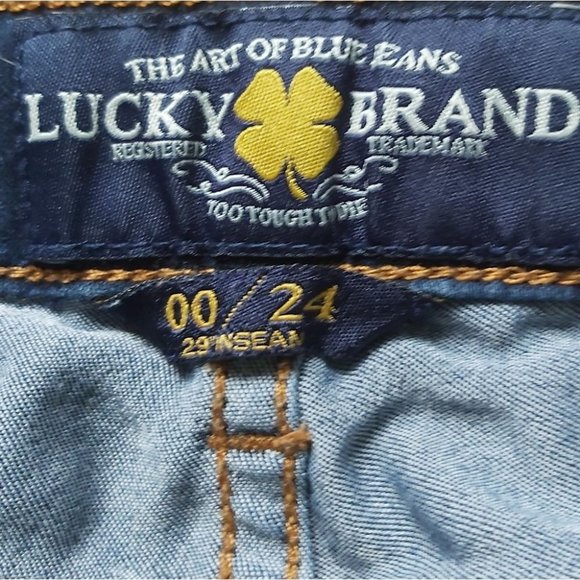 THE ART OF BLUE JEANS
LUCKY BRAND
REGISTERED TRADEMARK
TOO TOUGH TO DIE
00/24
29"INSEAM